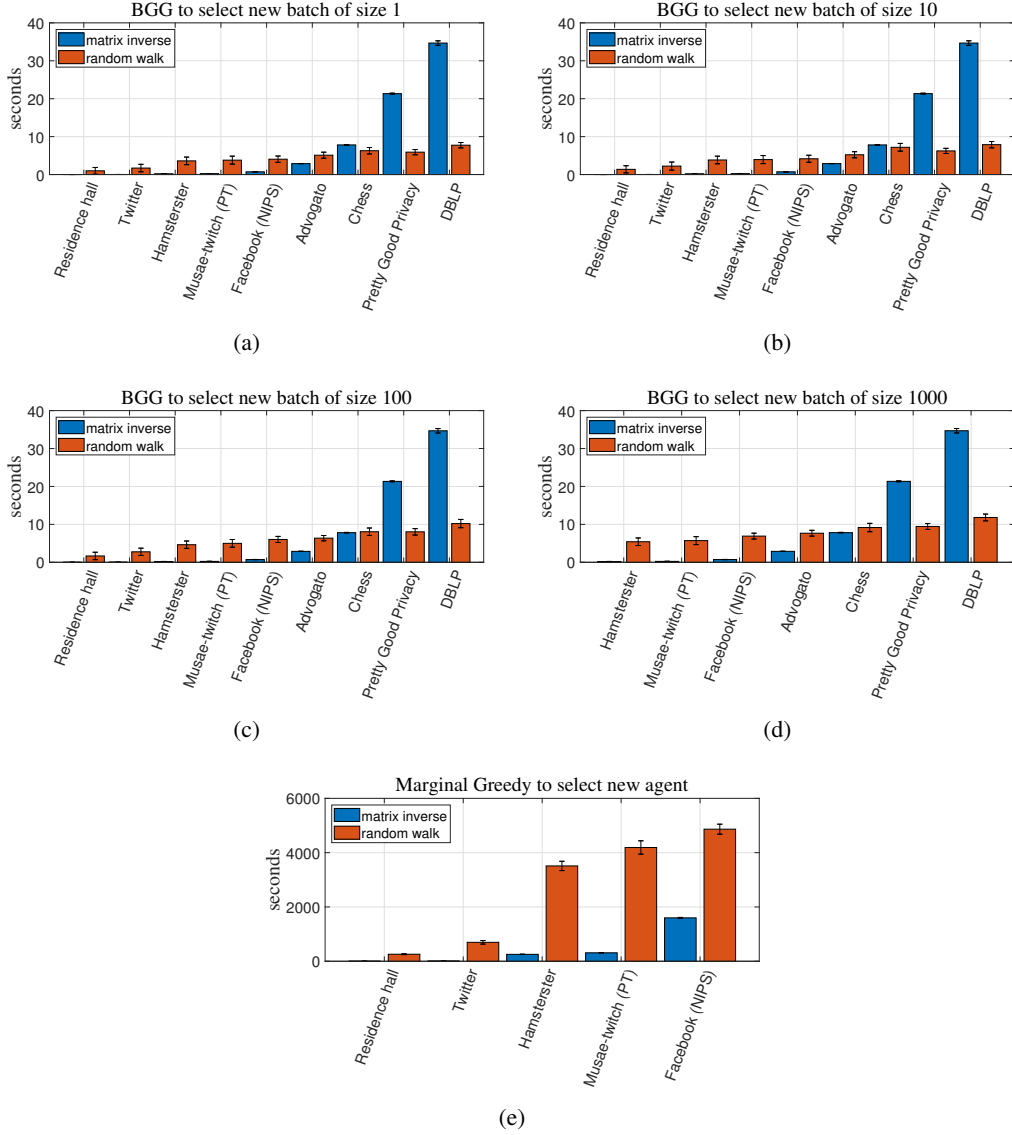 BGG to select new batch of size 1
40
30
20
10
0
seconds
matrix inverse
random walk
Residence hall
Twitter
Hamsterster
Musae-twitch (PT)
Facebook (NIPS)
Advogato
Chess
Pretty Good Privacy
DBLP
(a)
BGG to select new batch of size 10
40
30
20
10
0
seconds
matrix inverse
random walk
Residence hall
Twitter
Hamsterster
Musae-twitch (PT)
Facebook (NIPS)
Advogato
Chess
Pretty Good Privacy
DBLP
(b)
BGG to select new batch of size 100
40
30
20
10
0
seconds
matrix inverse
random walk
Residence hall
Twitter
Hamsterster
Musae-twitch (PT)
Facebook (NIPS)
Advogato
Chess
Pretty Good Privacy
DBLP
(c)
BGG to select new batch of size 1000
40
30
20
10
0
seconds
matrix inverse
random walk
Hamsterster
Musae-twitch (PT)
Facebook (NIPS)
Advogato
Chess
Pretty Good Privacy
DBLP
(d)
Marginal Greedy to select new agent
6000
4000
2000
0
seconds
matrix inverse
random walk
Residence hall
Twitter
Hamsterster
Musae-twitch (PT)
Facebook (NIPS)
(e)